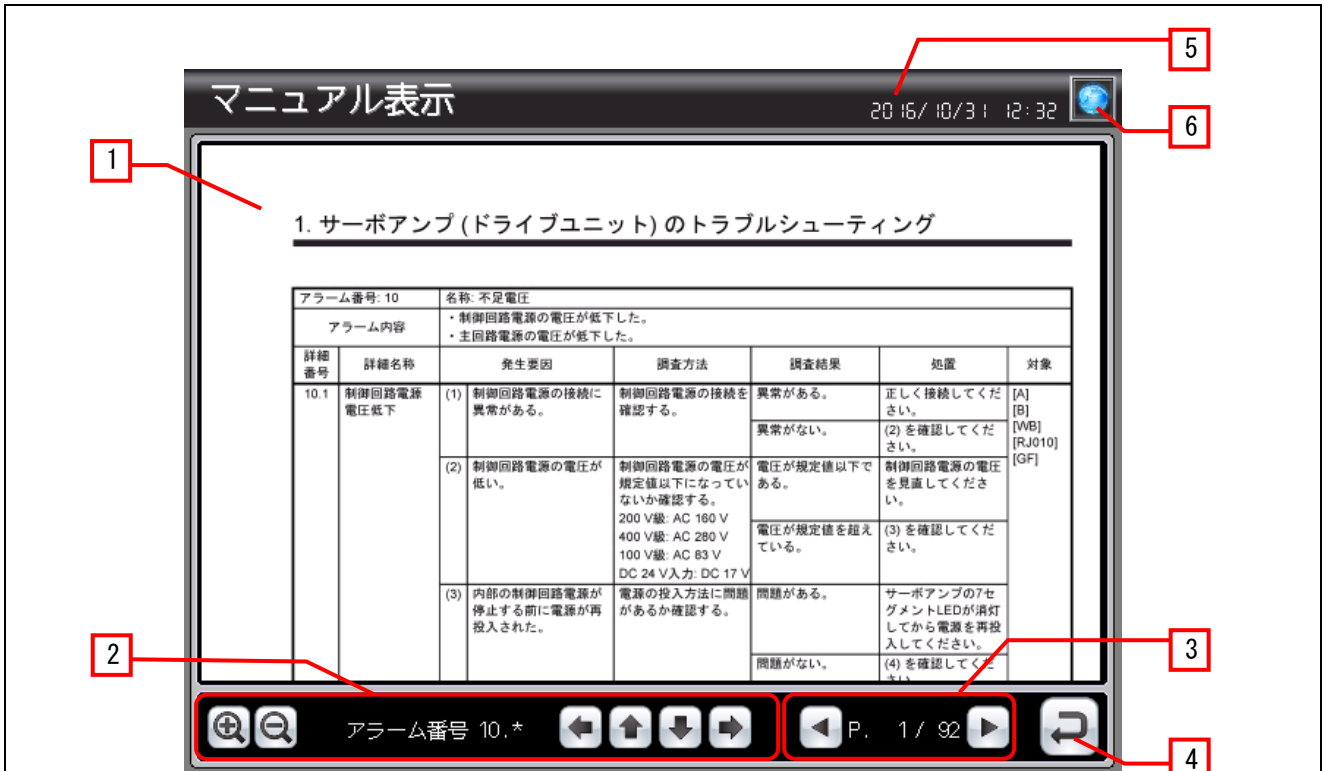 5
マニュアル表示
2016/10/31 12:32
6
1
1. サーボアンプ (ドライブユニット) のトラブルシューティング
アラーム番号: 10 名称: 不足電圧
アラーム内容
・制御回路電源の電圧が低下した。
・主回路電源の電圧が低下した。
詳細
番号
詳細名称
発生要因
調査方法
調査結果
処置
対象
10.1
制御回路電源
電圧低下
(1)
制御回路電源の接続に
異常がある。
制御回路電源の接続を
確認する。
異常がある。
正しく接続してくだ
さい。
異常がない。
(2) を確認してくだ
さい。
[A]
[B]
[WB]
[RJ010]
[GF]
(2)
制御回路電源の電圧が
低い。
制御回路電源の電圧が
規定値以下になってい
ないか確認する。
200 V級: AC 160 V
400 V級: AC 280 V
100 V級: AC 83 V
DC 24 V入力: DC 17 V
電圧が規定値以下で
ある。
制御回路電源の電圧
を見直してくださ
い。
電圧が規定値を超え
ている。
(3) を確認してくだ
さい。
(3)
内部の制御回路電源が
停止する前に電源が再
投入された。
電源の投入方法に問題
があるか確認する。
問題がある。
サーボアンプの7セ
グメントLEDが消灯
してから電源を再投
入してください。
問題がない。
(4) を確認してくだ
さい。
2
3
アラーム番号 10.*
P. 1/ 92
4